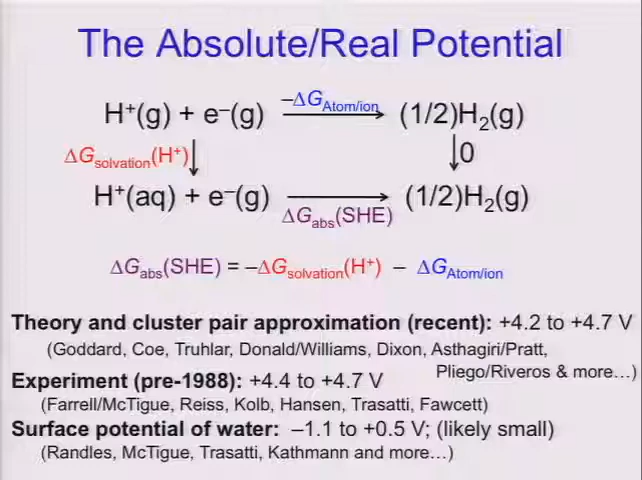 The Absolute/Real Potential
H⁺(g) + e⁻(g) –ΔG_Atom/ion (1/2)H₂(g)
ΔG_solvation(H⁺) 0
H⁺(aq) + e⁻(g) ΔG_abs(SHE) (1/2)H₂(g)
ΔG_abs(SHE) = –ΔG_solvation(H⁺) – ΔG_Atom/ion
Theory and cluster pair approximation (recent): +4.2 to +4.7 V
(Goddard, Coe, Truhlar, Donald/Williams, Dixon, Asthagiri/Pratt,
Pliego/Riveros & more…)
Experiment (pre-1988): +4.4 to +4.7 V
(Farrell/McTigue, Reiss, Kolb, Hansen, Trasatti, Fawcett)
Surface potential of water: –1.1 to +0.5 V; (likely small)
(Randles, McTigue, Trasatti, Kathmann and more…)